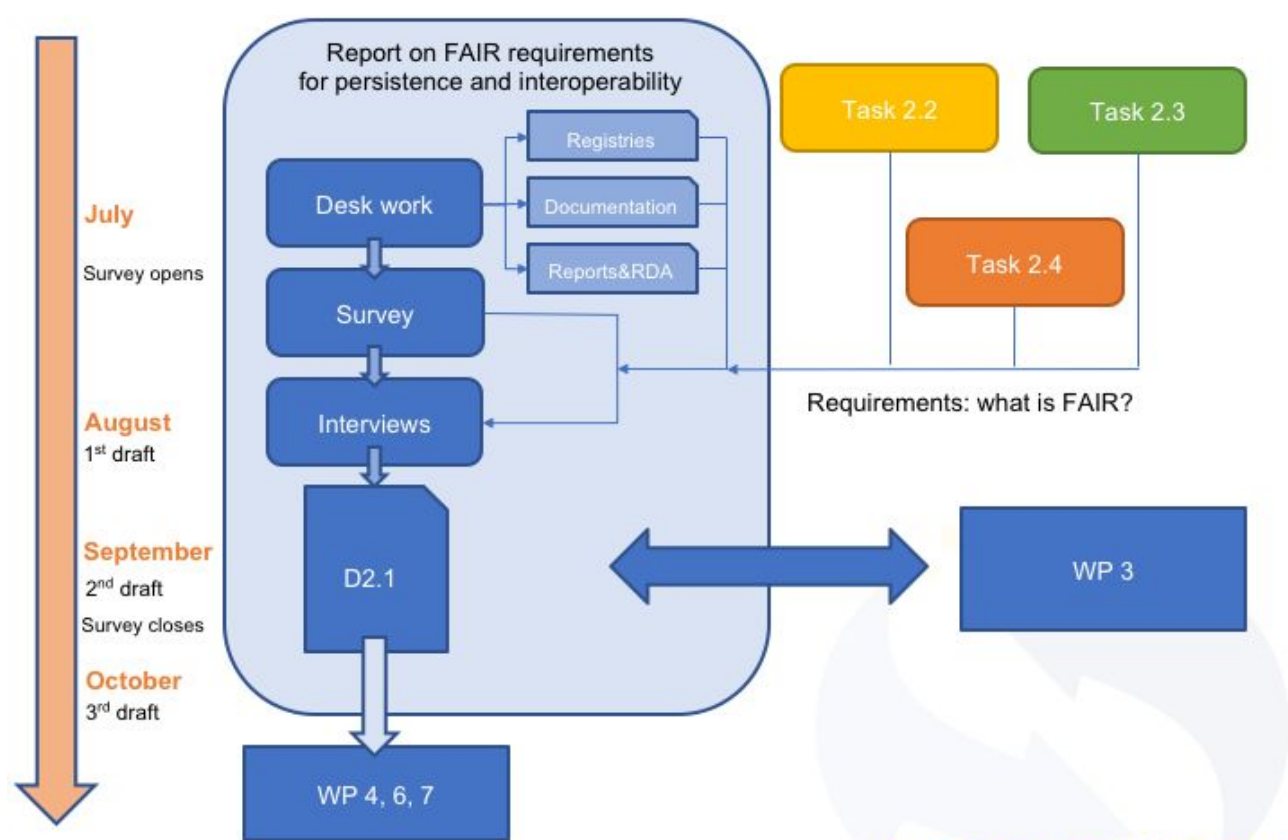 Report on FAIR requirements
for persistence and interoperability
Registries
Documentation
Reports&RDA
Desk work
Survey
Interviews
D2.1
WP 4, 6, 7
Task 2.2
Task 2.3
Task 2.4
Requirements: what is FAIR?
WP 3
July
Survey opens
August
1st draft
September
2nd draft
Survey closes
October
3rd draft